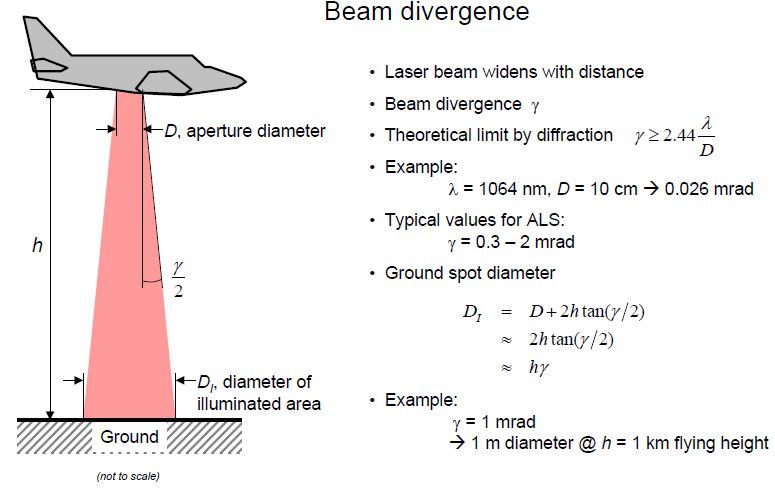 Beam divergence
• Laser beam widens with distance
• Beam divergence γ
• Theoretical limit by diffraction γ ≥ 2.44 λ/D
• Example:
λ = 1064 nm, D = 10 cm → 0.026 mrad
• Typical values for ALS:
γ = 0.3 – 2 mrad
• Ground spot diameter
D_I = D + 2h tan(γ/2)
≈ 2h tan(γ/2)
≈ hγ
• Example:
γ = 1 mrad
→ 1 m diameter @ h = 1 km flying height
D, aperture diameter
h
γ/2
D_I, diameter of
illuminated area
Ground
(not to scale)